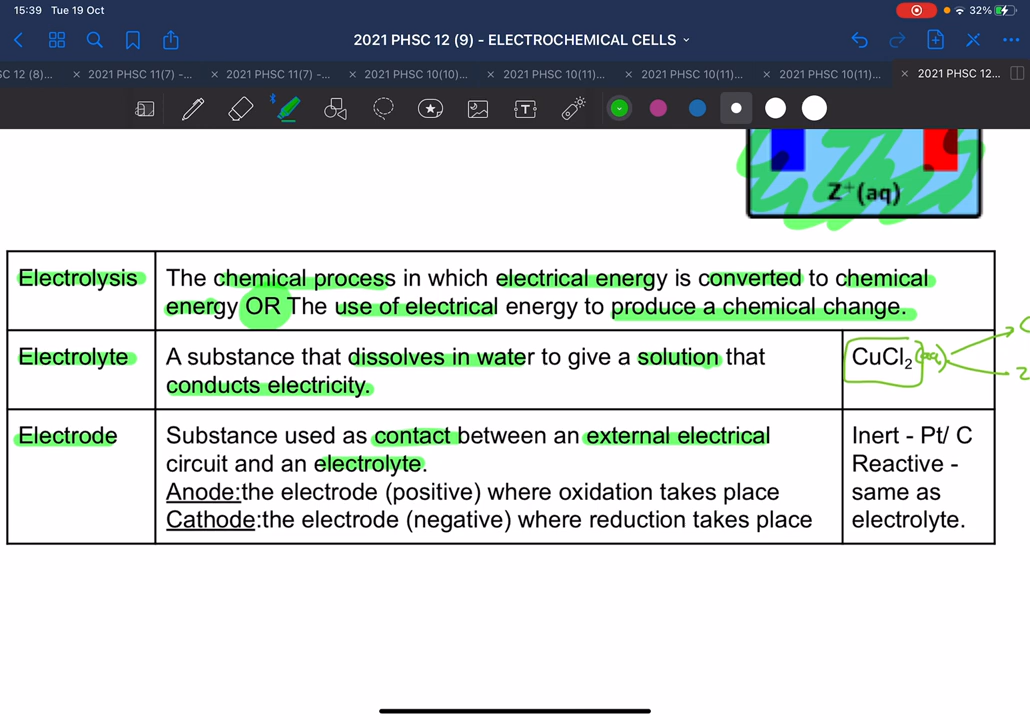 15:39 Tue 19 Oct
32%
2021 PHSC 12 (9) - ELECTROCHEMICAL CELLS
SC 12 (8)... × 2021 PHSC 11(7) -... × 2021 PHSC 11(7) -... × 2021 PHSC 10(10)... × 2021 PHSC 10(11)... × 2021 PHSC 10(11)... × 2021 PHSC 10(11)... × 2021 PHSC 12...
Z⁺(aq)
Electrolysis
The chemical process in which electrical energy is converted to chemical
energy OR The use of electrical energy to produce a chemical change.
Electrolyte
A substance that dissolves in water to give a solution that
conducts electricity.
CuCl₂(aq)
Electrode
Substance used as contact between an external electrical
circuit and an electrolyte.
Anode:the electrode (positive) where oxidation takes place
Cathode:the electrode (negative) where reduction takes place
Inert - Pt/ C
Reactive -
same as
electrolyte.